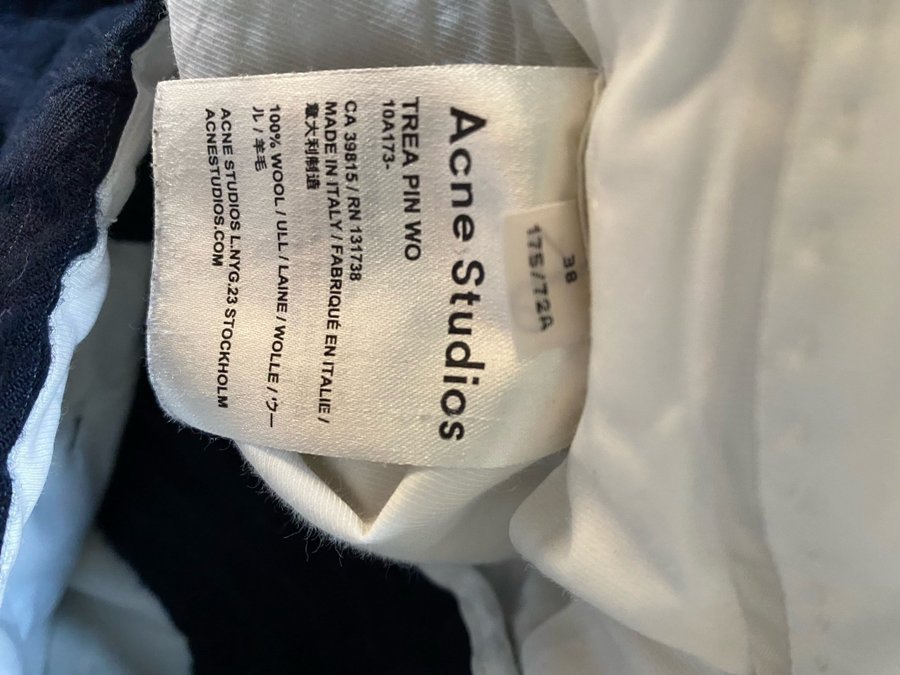 38
175/72A
Acne Studios
TREA PIN WO
10A173-
CA 39815 / RN 131738
MADE IN ITALY / FABRIQUÉ EN ITALIE /
意大利制造
100% WOOL / ULL / LAINE / WOLLE / ウー
ル / 羊毛
ACNE STUDIOS L.NYG.23 STOCKHOLM
ACNESTUDIOS.COM